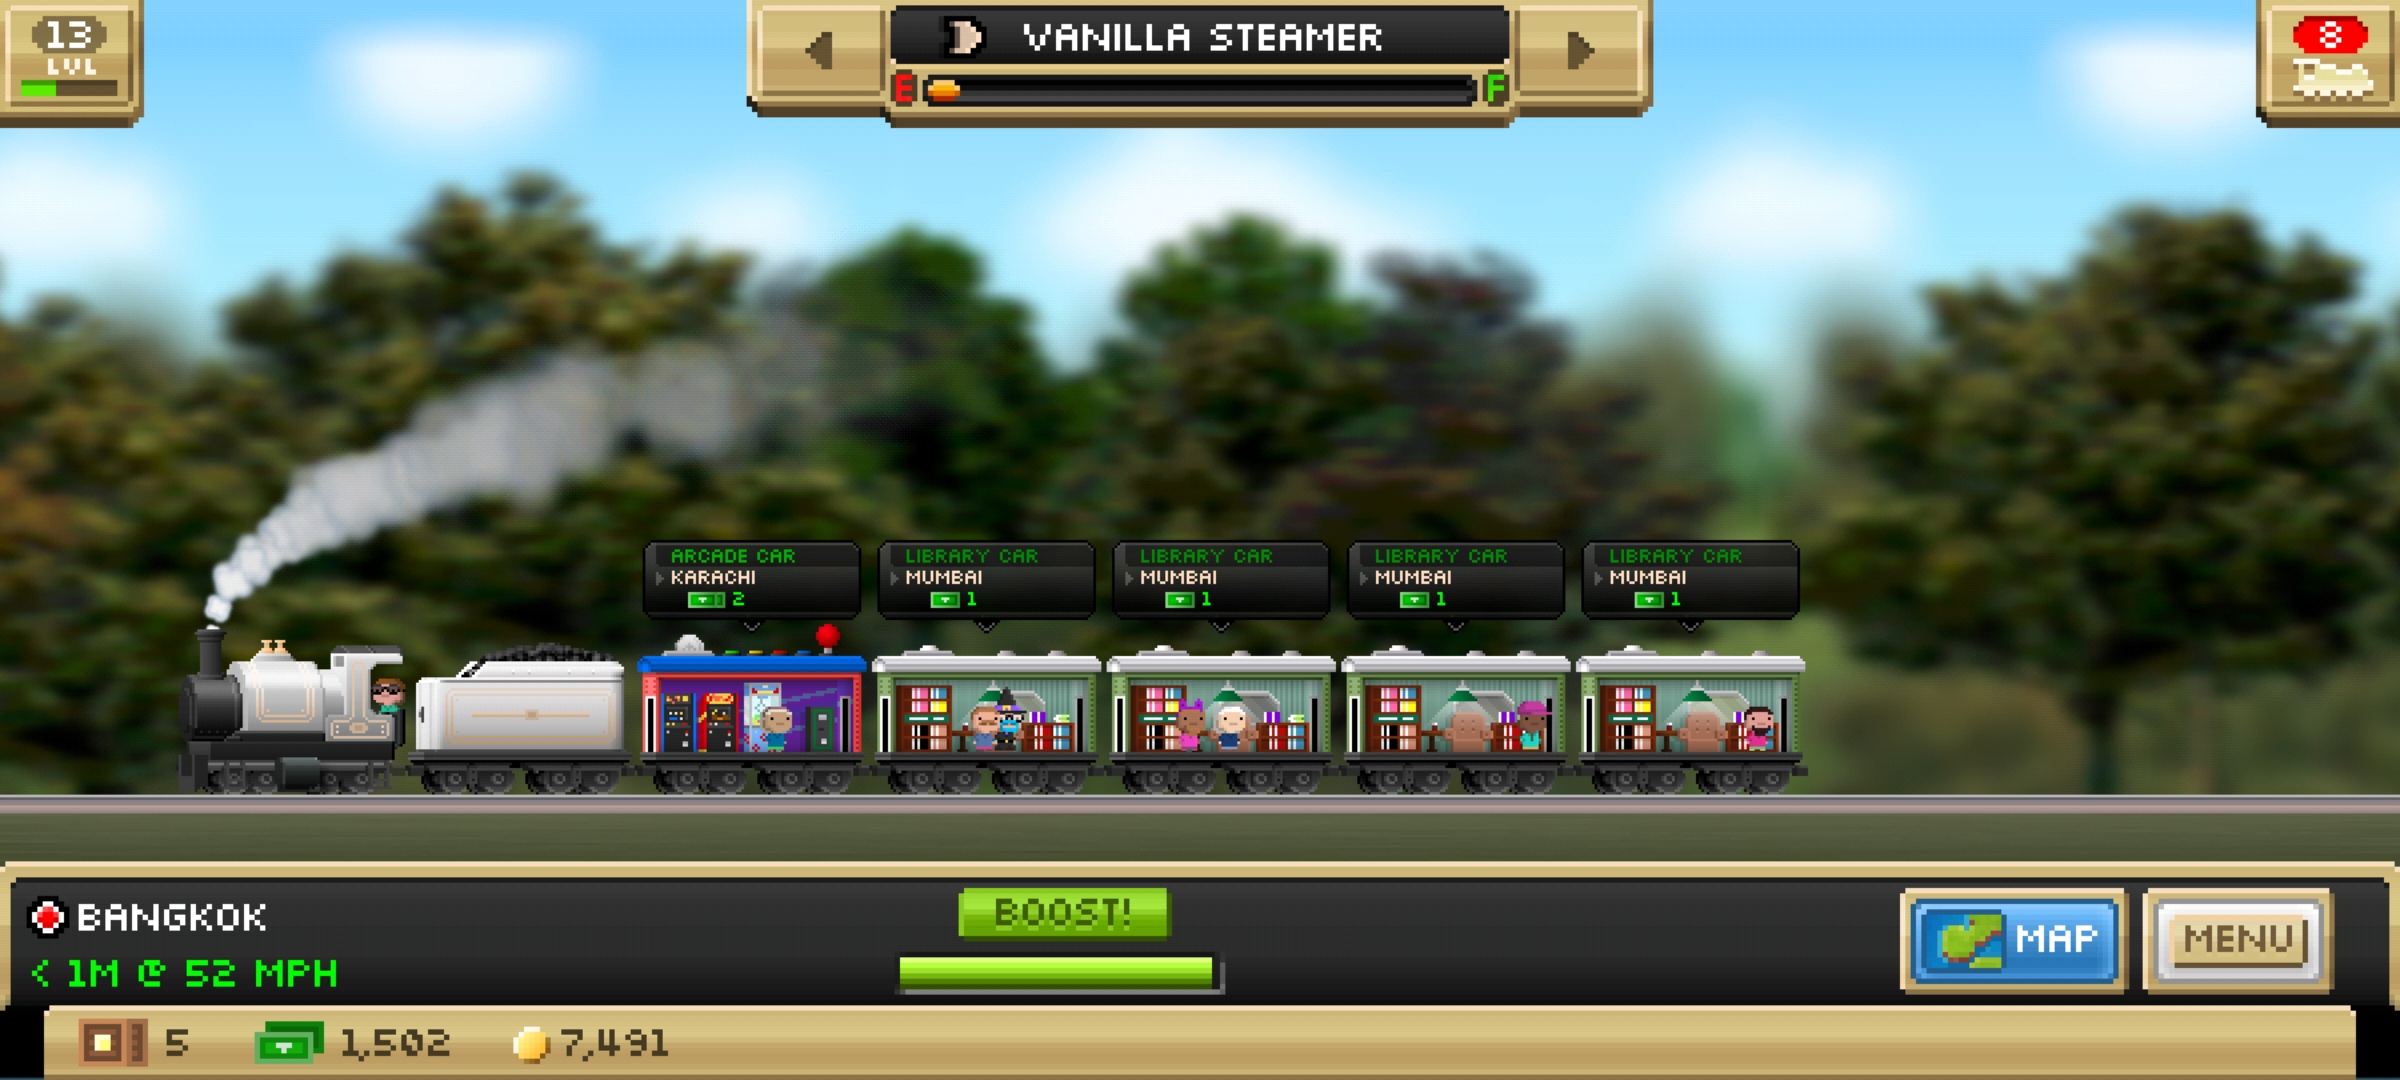 13
LVL
VANILLA STEAMER
E F
8
ARCADE CAR
KARACHI
2
LIBRARY CAR
MUMBAI
1
LIBRARY CAR
MUMBAI
1
LIBRARY CAR
MUMBAI
1
LIBRARY CAR
MUMBAI
1
BANGKOK
< 1M @ 52 MPH
BOOST!
MAP
MENU
5 1,502 7,491